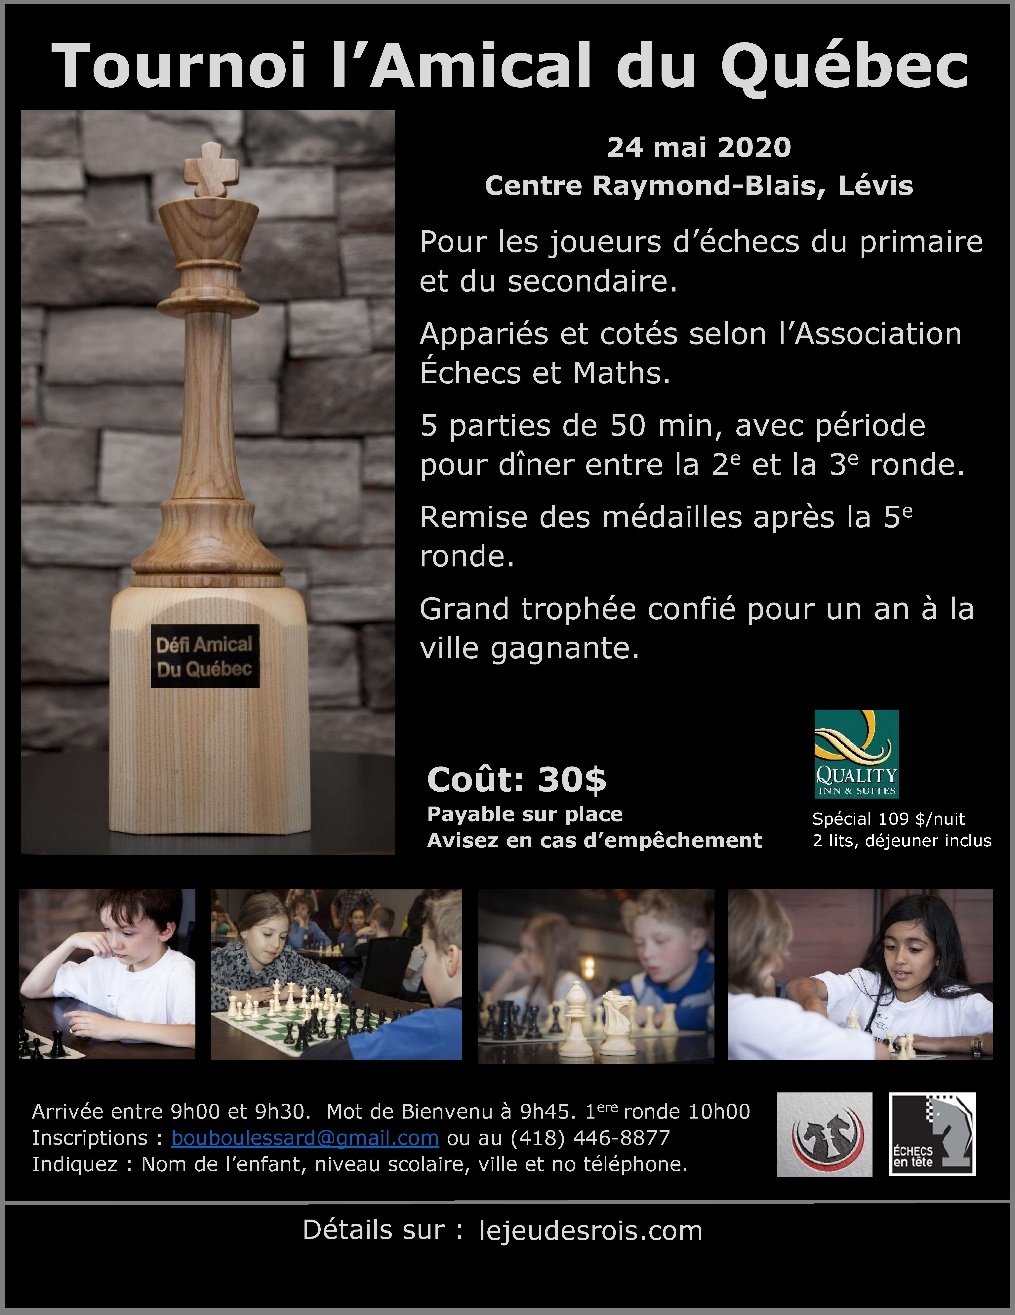 Tournoi l’Amical du Québec
24 mai 2020
Centre Raymond-Blais, Lévis
Pour les joueurs d’échecs du primaire
et du secondaire.
Appariés et cotés selon l’Association
Échecs et Maths.
5 parties de 50 min, avec période
pour dîner entre la 2e et la 3e ronde.
Remise des médailles après la 5e
ronde.
Grand trophée confié pour un an à la
ville gagnante.
Défi Amical
Du Québec
QUALITY
INN & SUITES
Coût: 30$
Payable sur place
Avisez en cas d’empêchement
Spécial 109 $/nuit
2 lits, déjeuner inclus
Arrivée entre 9h00 et 9h30.  Mot de Bienvenu à 9h45. 1ere ronde 10h00
Inscriptions : bouboulessard@gmail.com ou au (418) 446-8877
Indiquez : Nom de l’enfant, niveau scolaire, ville et no téléphone.
ÉCHECS
en tête
Détails sur : lejeudesrois.com